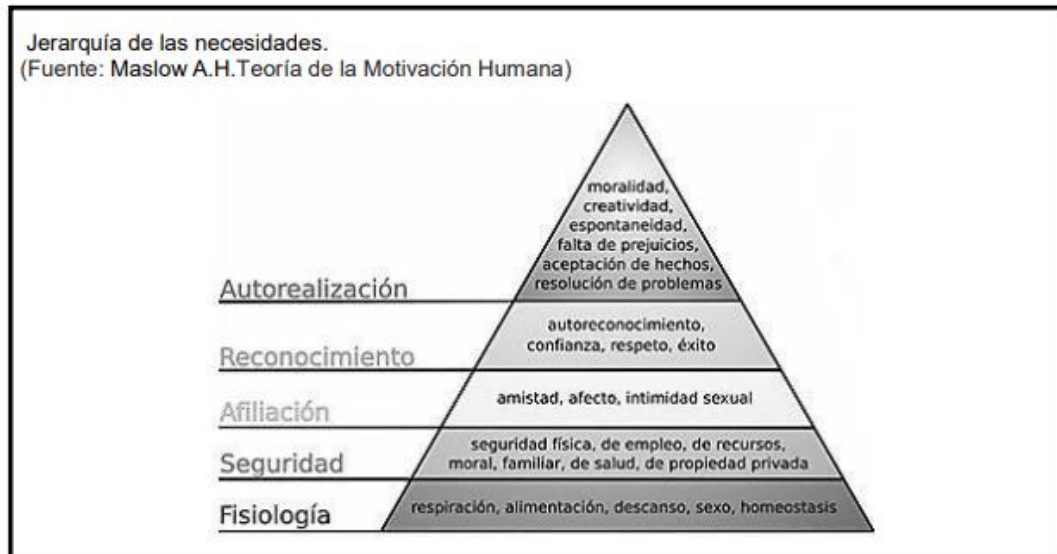 Jerarquía de las necesidades.
(Fuente: Maslow A.H.Teoría de la Motivación Humana)
moralidad,
creatividad,
espontaneidad,
falta de prejuicios,
aceptación de hechos,
resolución de problemas
Autorealización
autoreconocimiento,
confianza, respeto, éxito
Reconocimiento
amistad, afecto, intimidad sexual
Afiliación
seguridad física, de empleo, de recursos,
moral, familiar, de salud, de propiedad privada
Seguridad
respiración, alimentación, descanso, sexo, homeostasis
Fisiología